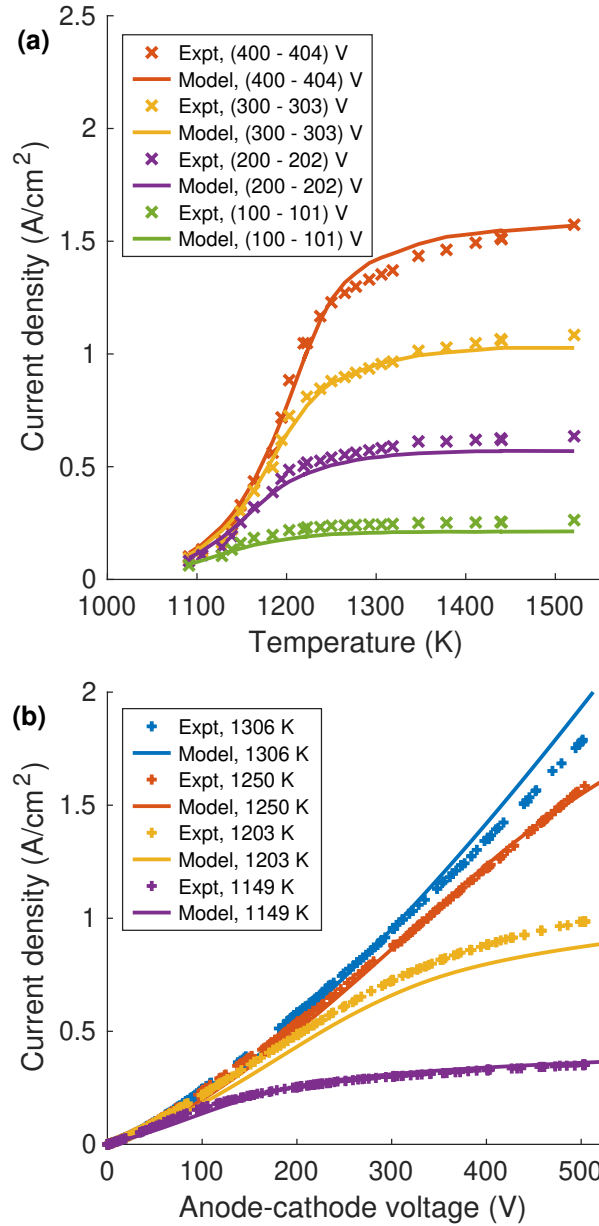 (a)
2.5
2
1.5
1
0.5
0
Current density (A/cm²)
Expt, (400 - 404) V
Model, (400 - 404) V
Expt, (300 - 303) V
Model, (300 - 303) V
Expt, (200 - 202) V
Model, (200 - 202) V
Expt, (100 - 101) V
Model, (100 - 101) V
1000 1100 1200 1300 1400 1500
Temperature (K)
(b)
2
1.5
1
0.5
0
Current density (A/cm²)
Expt, 1306 K
Model, 1306 K
Expt, 1250 K
Model, 1250 K
Expt, 1203 K
Model, 1203 K
Expt, 1149 K
Model, 1149 K
0 100 200 300 400 500
Anode-cathode voltage (V)